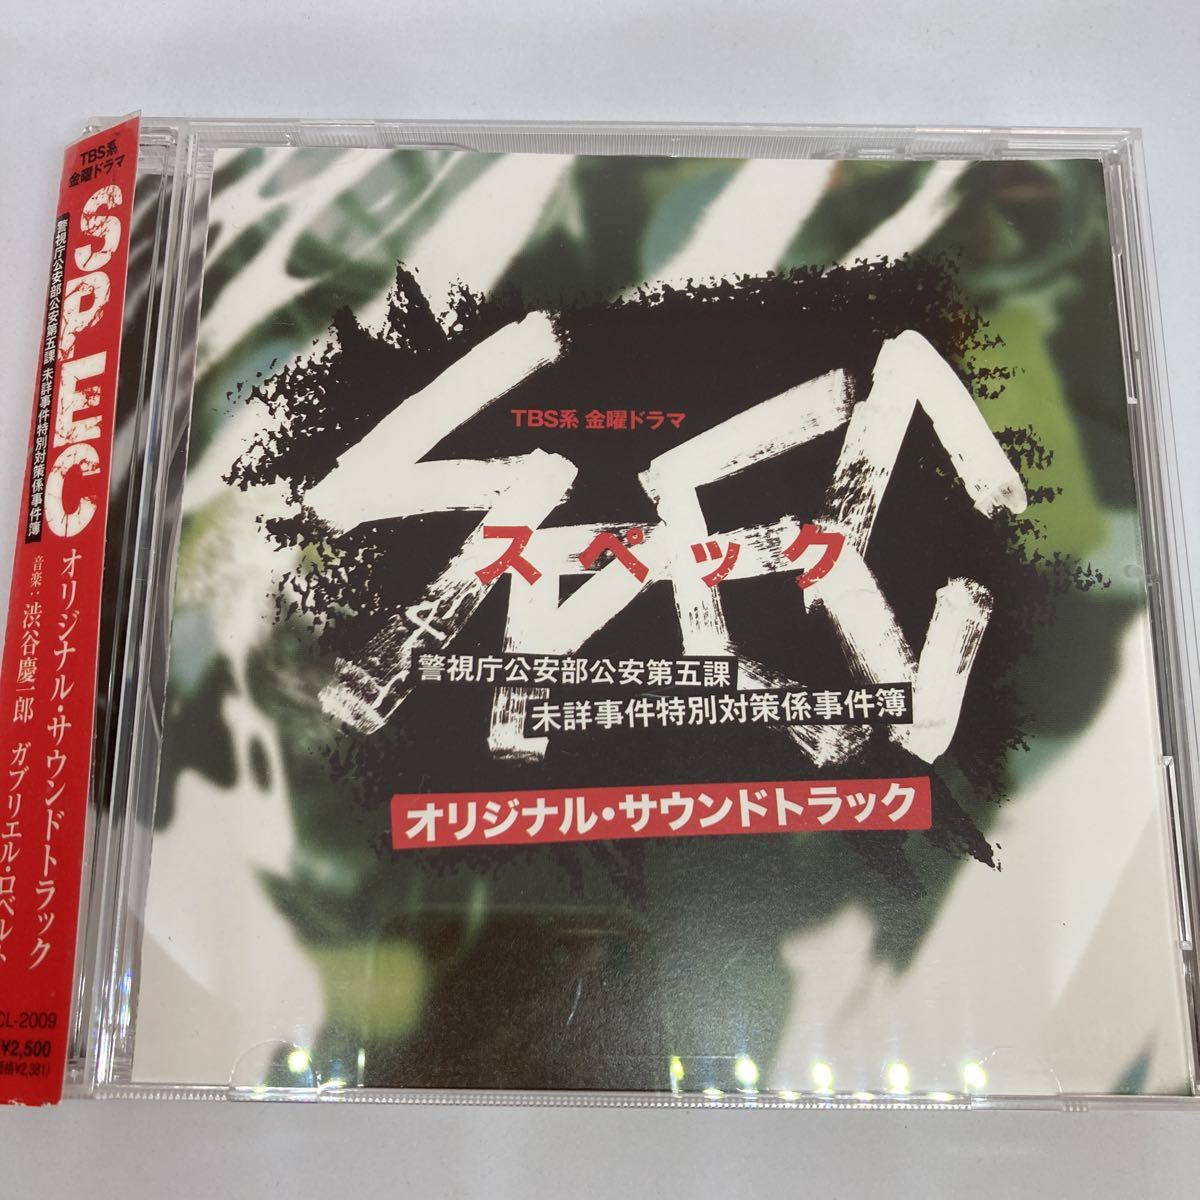 TBS系
金曜ドラマ
SPEC
警視庁公安部公安第五課 未詳事件特別対策係事件簿
オリジナル・サウンドトラック
音楽:渋谷慶一郎 ガブリエル・ロベルト
CL-2009
¥2,500
価格¥2,381)
TBS系 金曜ドラマ
SPEC
スペック
警視庁公安部公安第五課
未詳事件特別対策係事件簿
オリジナル・サウンドトラック